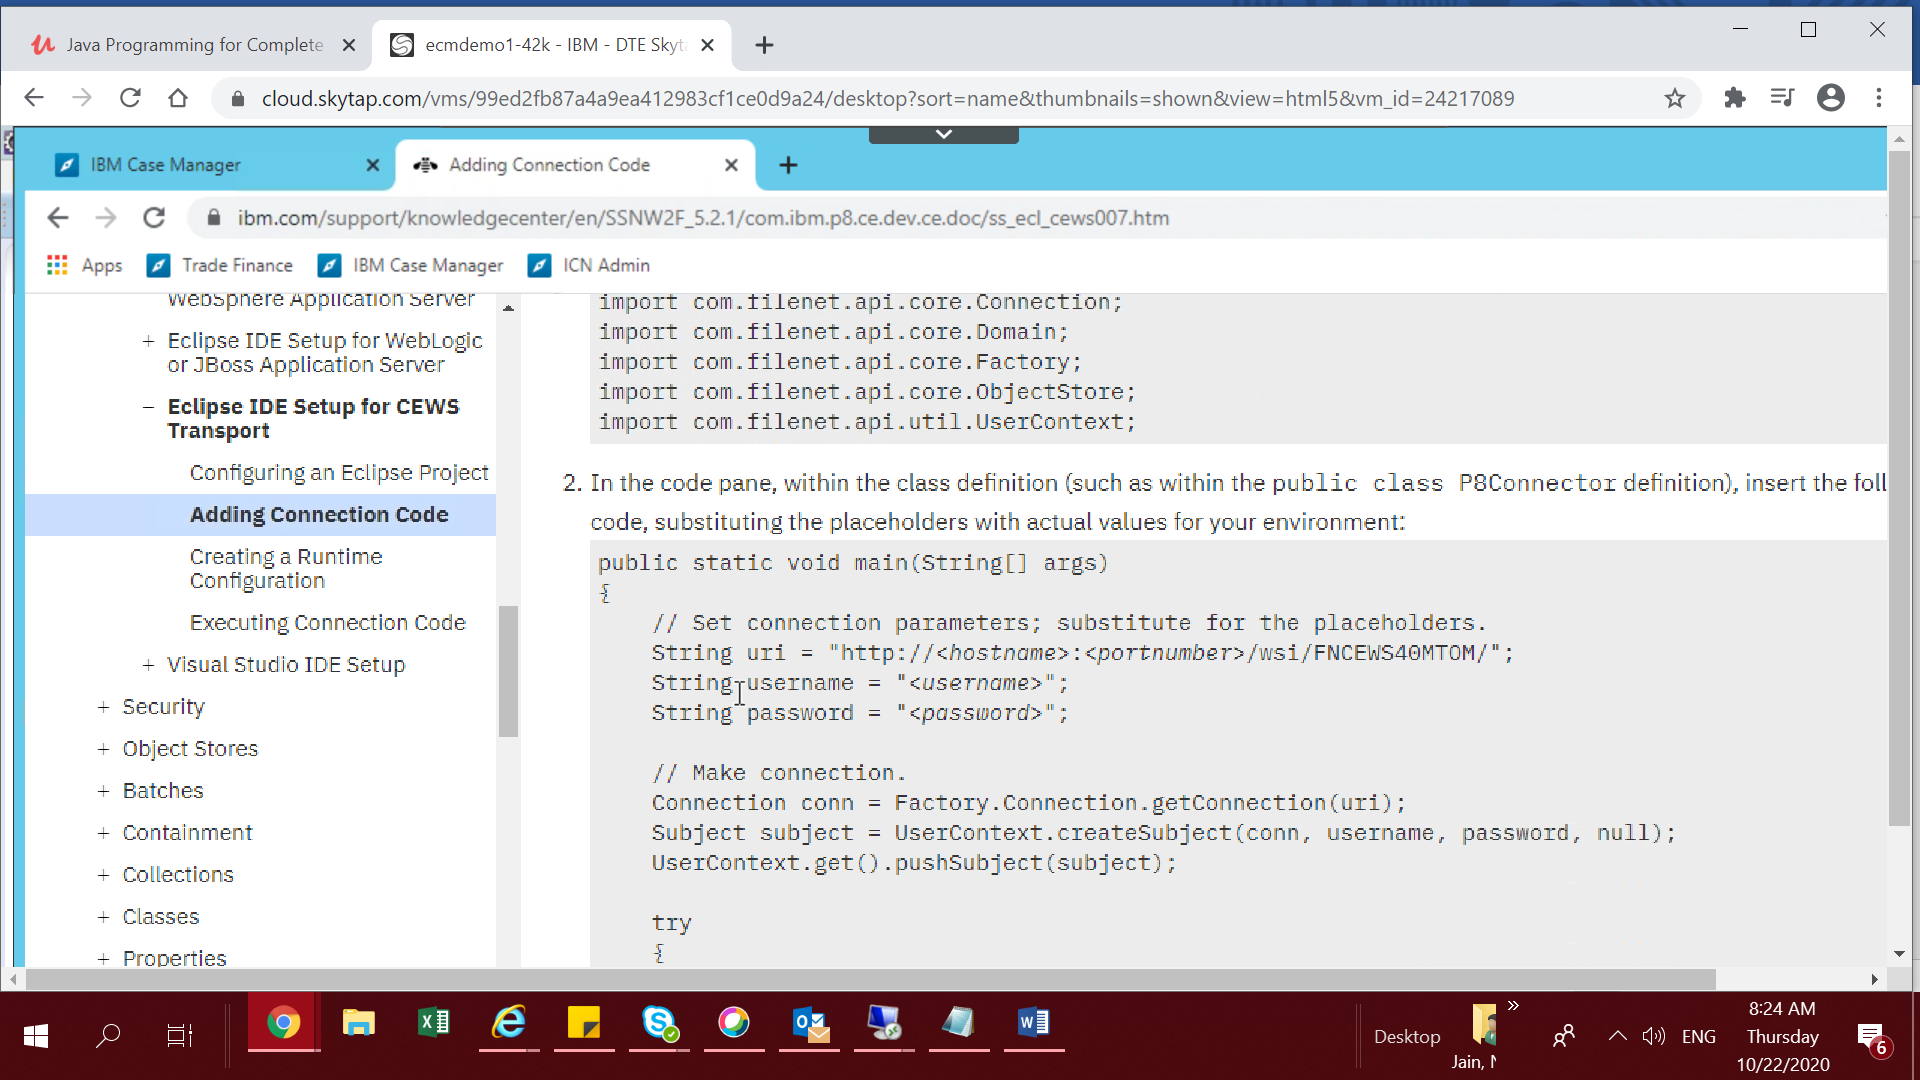 Java Programming for Complete
ecmdemo1-42k - IBM - DTE Skyta
cloud.skytap.com/vms/99ed2fb87a4a9ea412983cf1ce0d9a24/desktop?sort=name&thumbnails=shown&view=html5&vm_id=24217089
IBM Case Manager
Adding Connection Code
ibm.com/support/knowledgecenter/en/SSNW2F_5.2.1/com.ibm.p8.ce.dev.ce.doc/ss_ecl_cews007.htm
Apps
Trade Finance
IBM Case Manager
ICN Admin
WebSphere Application Server
+ Eclipse IDE Setup for WebLogic
or JBoss Application Server
− Eclipse IDE Setup for CEWS
Transport
Configuring an Eclipse Project
Adding Connection Code
Creating a Runtime
Configuration
Executing Connection Code
+ Visual Studio IDE Setup
+ Security
+ Object Stores
+ Batches
+ Containment
+ Collections
+ Classes
+ Properties
import com.filenet.api.core.Connection;
import com.filenet.api.core.Domain;
import com.filenet.api.core.Factory;
import com.filenet.api.core.ObjectStore;
import com.filenet.api.util.UserContext;
2. In the code pane, within the class definition (such as within the public class P8Connector definition), insert the foll
code, substituting the placeholders with actual values for your environment:
public static void main(String[] args)
{
// Set connection parameters; substitute for the placeholders.
String uri = "http://<hostname>:<portnumber>/wsi/FNCEWS40MTOM/";
String username = "<username>";
String password = "<password>";
// Make connection.
Connection conn = Factory.Connection.getConnection(uri);
Subject subject = UserContext.createSubject(conn, username, password, null);
UserContext.get().pushSubject(subject);
try
{
Desktop
Jain, N
ENG
8:24 AM
Thursday
10/22/2020
6